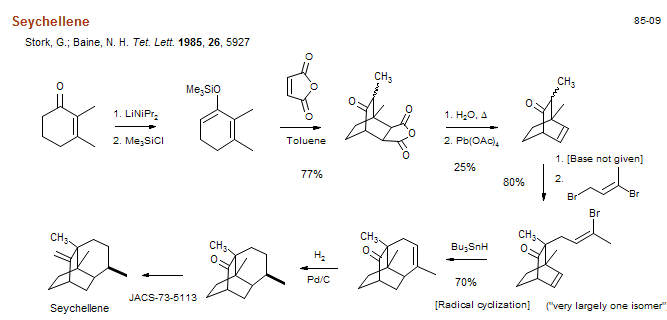 Seychellene
85-09
Stork, G.; Baine, N. H. Tet. Lett. 1985, 26, 5927
O
1. LiNiPr2
2. Me3SiCl
Me3SiO
O
O
O
Toluene
77%
CH3
O
O
O
O
1. H2O, Δ
2. Pb(OAc)4
25%
CH3
O
80%
1. [Base not given]
2.
Br
Br
Br
CH3
O
("very largely one isomer"
Bu3SnH
70%
[Radical cyclization]
CH3
O
H2
Pd/C
CH3
O
JACS-73-5113
CH3
Seychellene